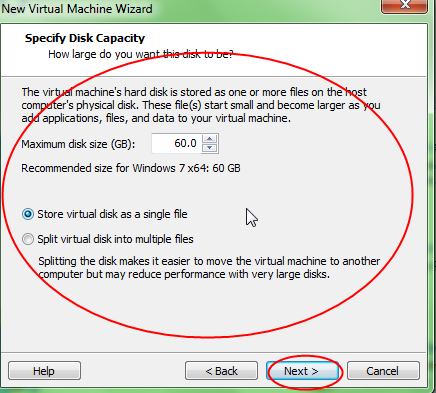 New Virtual Machine Wizard
Specify Disk Capacity
How large do you want this disk to be?
The virtual machine's hard disk is stored as one or more files on the host
computer's physical disk. These file(s) start small and become larger as you
add applications, files, and data to your virtual machine.
Maximum disk size (GB): 60.0
Recommended size for Windows 7 x64: 60 GB
Store virtual disk as a single file
Split virtual disk into multiple files
Splitting the disk makes it easier to move the virtual machine to another
computer but may reduce performance with very large disks.
Help < Back Next > Cancel